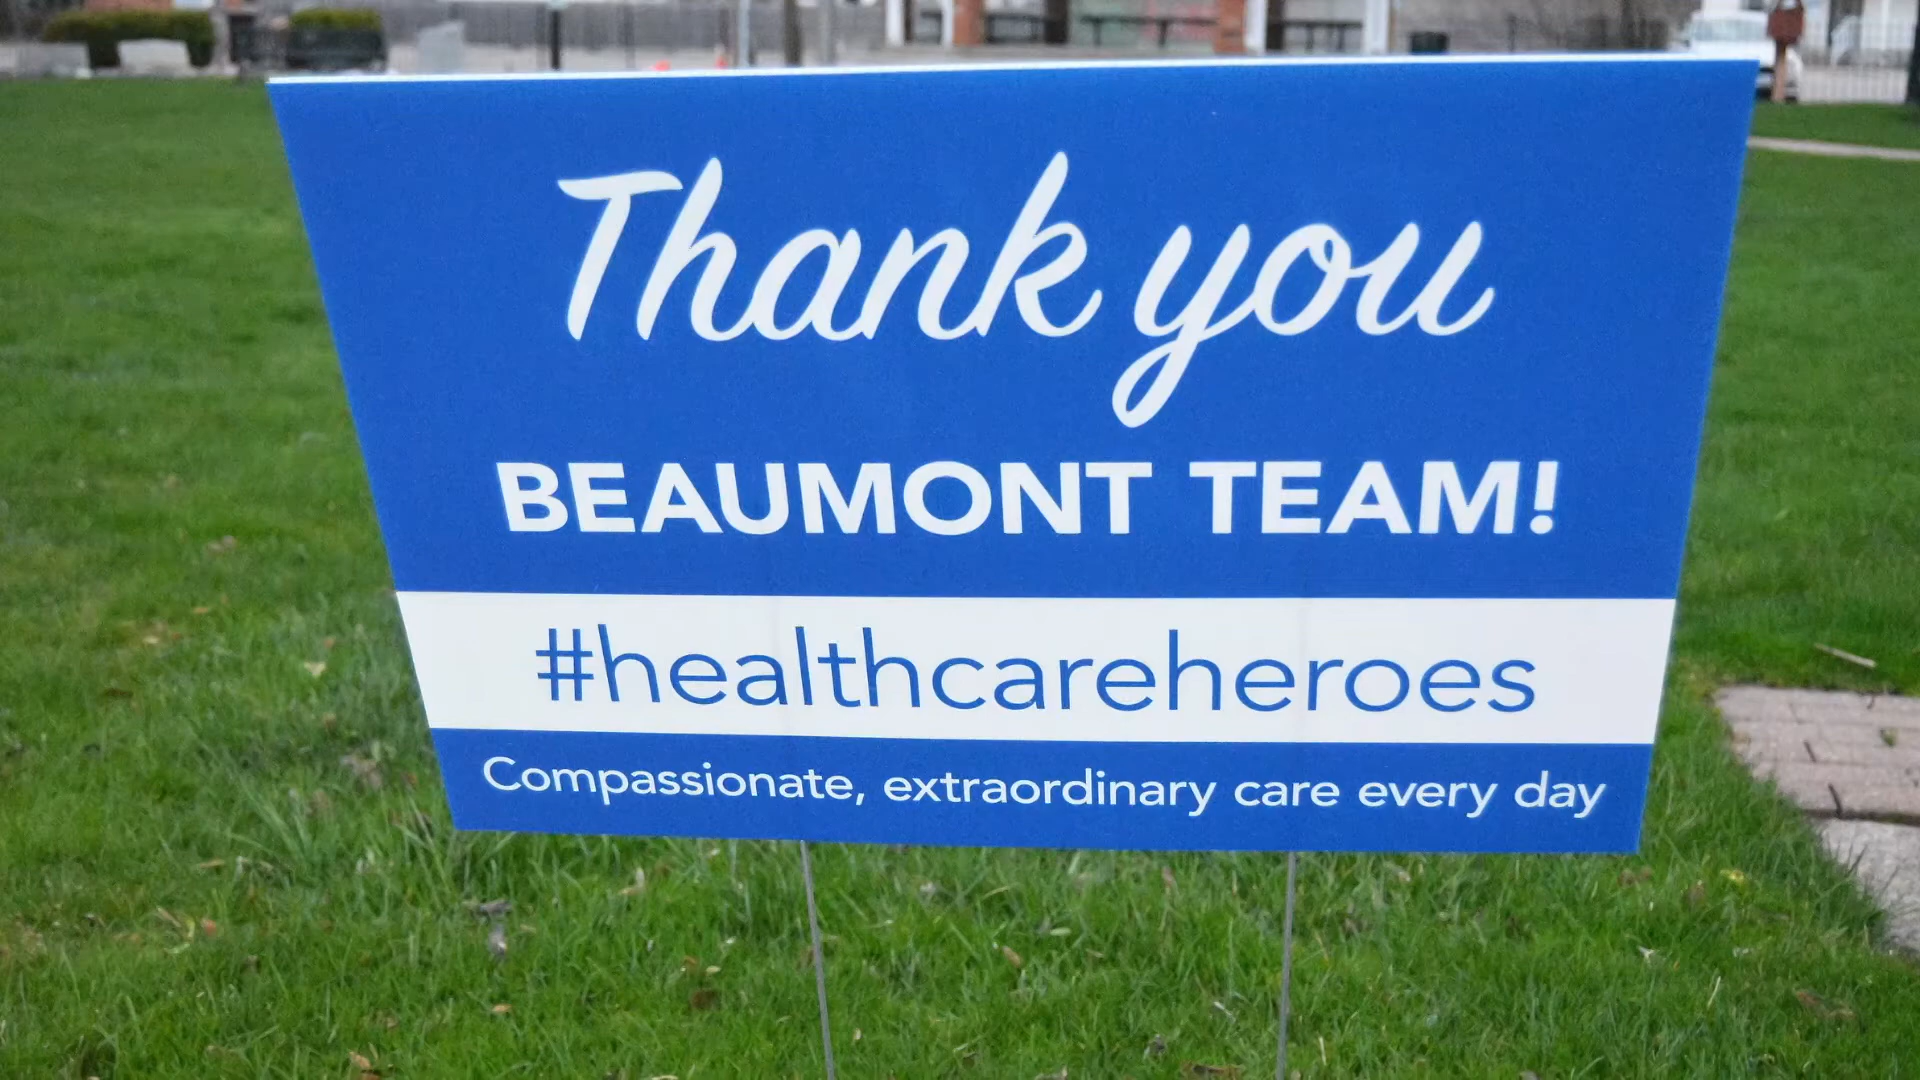 Thank you
BEAUMONT TEAM!
#healthcareheroes
Compassionate, extraordinary care every day